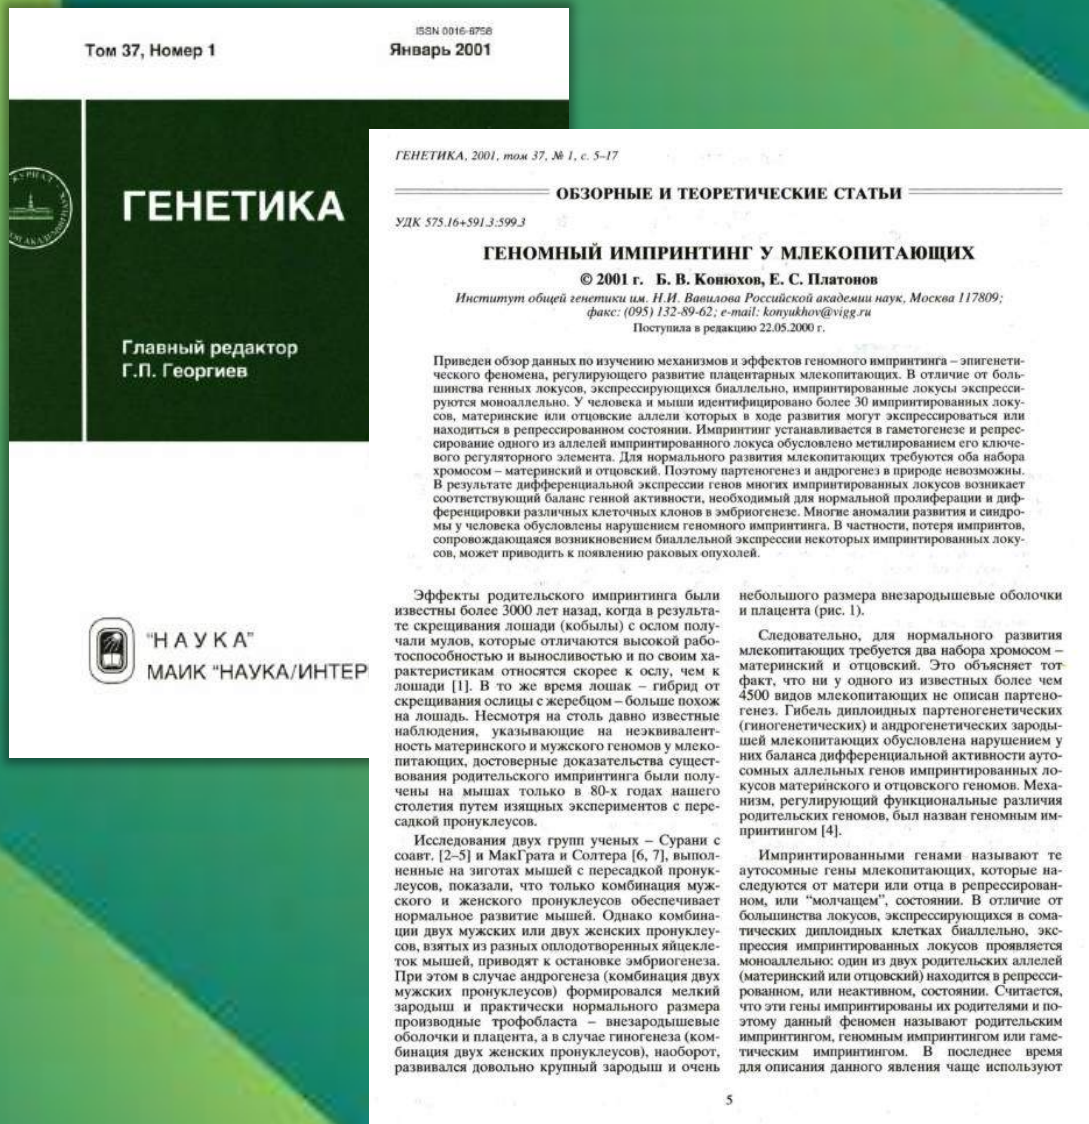 ISSN 0016-6758
Том 37, Номер 1
Январь 2001
ГЕНЕТИКА
Главный редактор
Г.П. Георгиев
"НАУКА"
МАИК "НАУКА/ИНТЕР
ГЕНЕТИКА, 2001, том 37, № 1, с. 5–17
ОБЗОРНЫЕ И ТЕОРЕТИЧЕСКИЕ СТАТЬИ
УДК 575.16+591.3:599.3
ГЕНОМНЫЙ ИМПРИНТИНГ У МЛЕКОПИТАЮЩИХ
© 2001 г. Б. В. Конюхов, Е. С. Платонов
Институт общей генетики им. Н.И. Вавилова Российской академии наук, Москва 117809;
факс: (095) 132-89-62; e-mail: konyukhov@vigg.ru
Поступила в редакцию 22.05.2000 г.
Приведен обзор данных по изучению механизмов и эффектов геномного импринтинга – эпигенети-
ческого феномена, регулирующего развитие плацентарных млекопитающих. В отличие от боль-
шинства генных локусов, экспрессирующихся биаллельно, импринтированные локусы экспресси-
руются моноаллельно. У человека и мыши идентифицировано более 30 импринтированных локу-
сов, материнские или отцовские аллели которых в ходе развития могут экспрессироваться или
находиться в репрессированном состоянии. Импринтинг устанавливается в гаметогенезе и репрес-
сирование одного из аллелей импринтированного локуса обусловлено метилированием его ключе-
вого регуляторного элемента. Для нормального развития млекопитающих требуются оба набора
хромосом – материнский и отцовский. Поэтому партеногенез и андрогенез в природе невозможны.
В результате дифференциальной экспрессии генов многих импринтированных локусов возникает
соответствующий баланс генной активности, необходимый для нормальной пролиферации и диф-
ференцировки различных клеточных клонов в эмбриогенезе. Многие аномалии развития и синдро-
мы у человека обусловлены нарушением геномного импринтинга. В частности, потеря импринтов,
сопровождающаяся возникновением биаллельной экспрессии некоторых импринтированных локу-
сов, может приводить к появлению раковых опухолей.
Эффекты родительского импринтинга были
известны более 3000 лет назад, когда в результа-
те скрещивания лошади (кобылы) с ослом полу-
чали мулов, которые отличаются высокой рабо-
тоспособностью и выносливостью и по своим ха-
рактеристикам относятся скорее к ослу, чем к
лошади [1]. В то же время лошак – гибрид от
скрещивания ослицы с жеребцом – больше похож
на лошадь. Несмотря на столь давно известные
наблюдения, указывающие на неэквивалент-
ность материнского и мужского геномов у млеко-
питающих, достоверные доказательства сущест-
вования родительского импринтинга были полу-
чены на мышах только в 80-х годах нашего
столетия путем изящных экспериментов с пере-
садкой пронуклеусов.
Исследования двух групп ученых – Сурани с
соавт. [2–5] и МакГрата и Солтера [6, 7], выпол-
ненные на зиготах мышей с пересадкой пронук-
леусов, показали, что только комбинация муж-
ского и женского пронуклеусов обеспечивает
нормальное развитие мышей. Однако комбина-
ции двух мужских или двух женских пронуклеу-
сов, взятых из разных оплодотворенных яйцекле-
ток мышей, приводят к остановке эмбриогенеза.
При этом в случае андрогенеза (комбинация двух
мужских пронуклеусов) формировался мелкий
зародыш и практически нормального размера
производные трофобласта – внезародышевые
оболочки и плацента, а в случае гиногенеза (ком-
бинация двух женских пронуклеусов), наоборот,
развивался довольно крупный зародыш и очень
небольшого размера внезародышевые оболочки
и плацента (рис. 1).
Следовательно, для нормального развития
млекопитающих требуется два набора хромосом –
материнский и отцовский. Это объясняет тот
факт, что ни у одного из известных более чем
4500 видов млекопитающих не описан партено-
генез. Гибель диплоидных партеногенетических
(гиногенетических) и андрогенетических зароды-
шей млекопитающих обусловлена нарушением у
них баланса дифференциальной активности ауто-
сомных аллельных генов импринтированных ло-
кусов материнского и отцовского геномов. Меха-
низм, регулирующий функциональные различия
родительских геномов, был назван геномным им-
принтингом [4].
Импринтированными генами называют те
аутосомные гены млекопитающих, которые на-
следуются от матери или отца в репрессирован-
ном, или "молчащем", состоянии. В отличие от
большинства локусов, экспрессирующихся в сома-
тических диплоидных клетках биаллельно, экс-
прессия импринтированных локусов проявляется
моноаллельно: один из двух родительских аллелей
(материнский или отцовский) находится в репресси-
рованном, или неактивном, состоянии. Считается,
что эти гены импринтированы их родителями и по-
этому данный феномен называют родительским
импринтингом, геномным импринтингом или гаме-
тическим импринтингом. В последнее время
для описания данного явления чаще используют
5